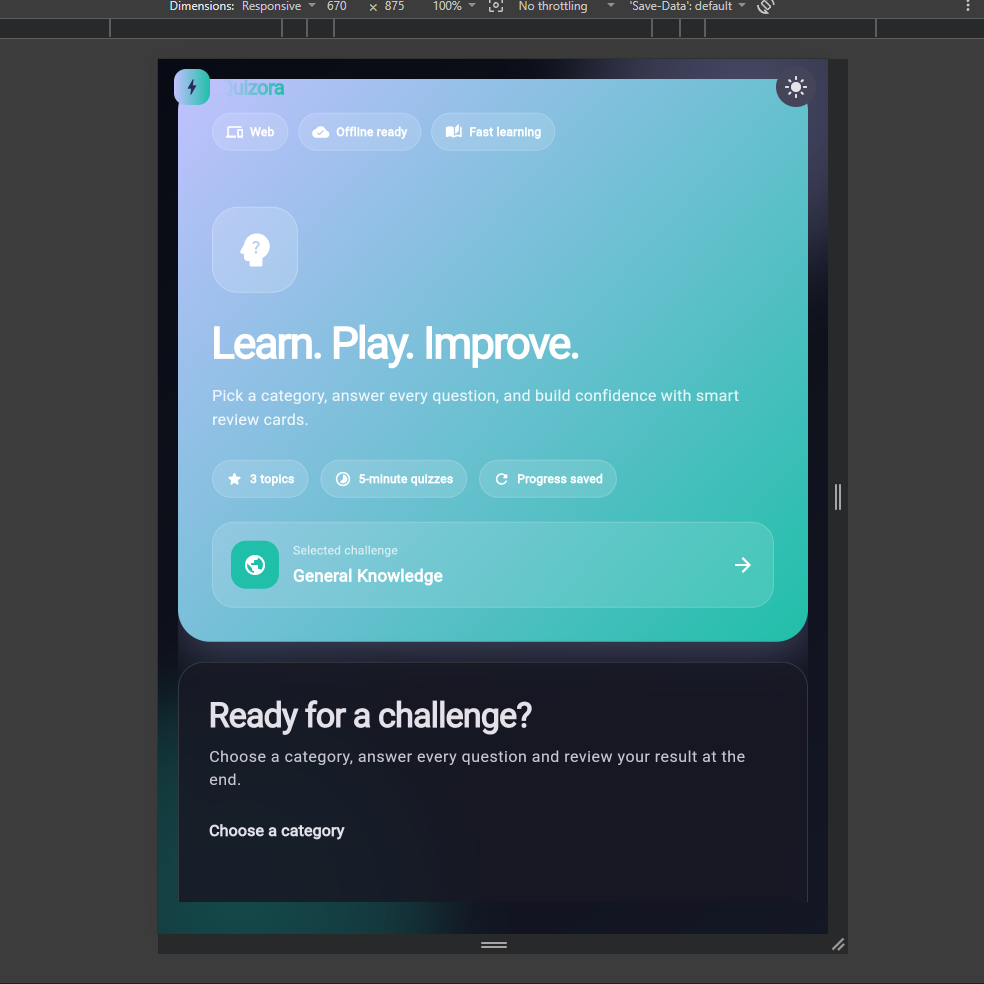 Dimensions: Responsive 670 × 875 100% No throttling 'Save-Data': default
Quizora
Web Offline ready Fast learning
?
Learn. Play. Improve.
Pick a category, answer every question, and build confidence with smart
review cards.
3 topics 5-minute quizzes Progress saved
Selected challenge
General Knowledge
Ready for a challenge?
Choose a category, answer every question and review your result at the
end.
Choose a category